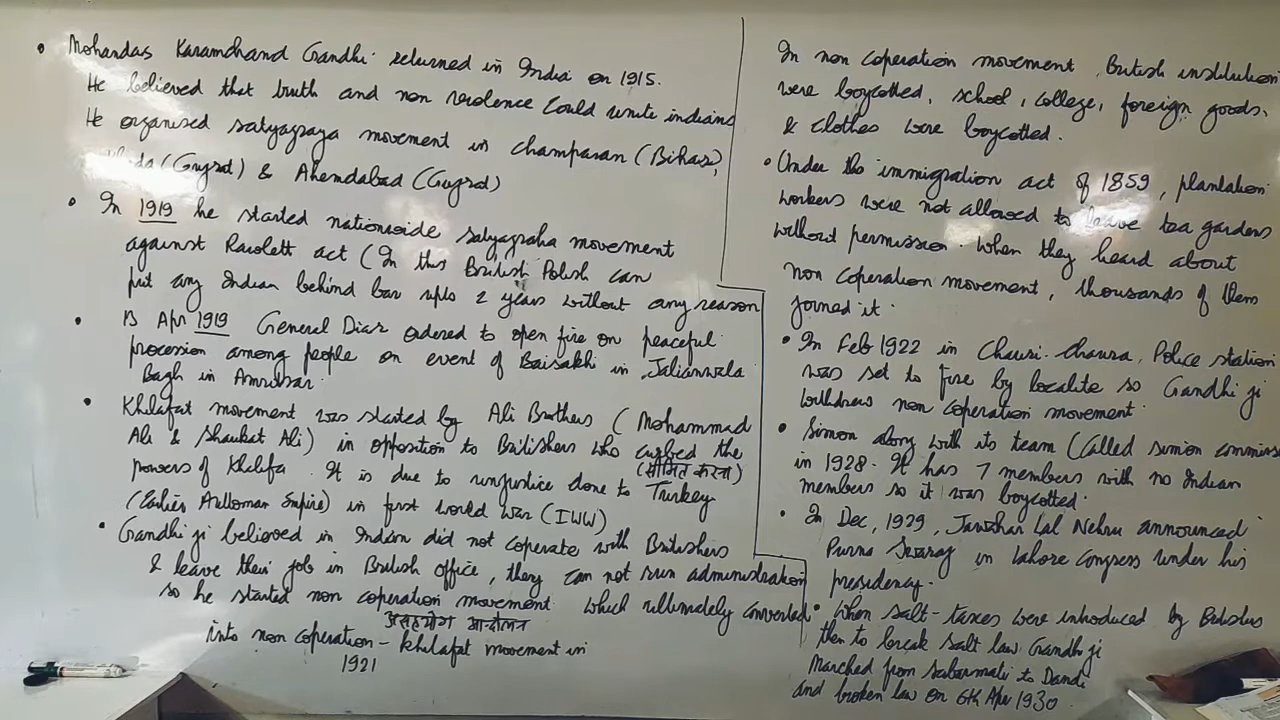 • Mohandas Karamchand Gandhi returned in India on 1915.
He believed that truth and non violence could unite indians
He organised satyagraya movement in champaran (Bihar),
(Gujrat) & Ahemdabad (Gujrat)
• In 1919 he started nationwide satyagraha movement
against Rawlett act (In this British Polish can
put any Indian behind bar upto 2 years without any reason
• 13 Apr 1919 General Diar ordered to open fire on peaceful
procession among people on event of Baisakhi in Jalianwala
Bagh in Amritsar.
• Khilafat movement was started by Ali Brothers (Mohammad
Ali & Shaukat Ali) in opposition to Britishers who curbed the
(सीमित करना)
powers of Khalifa. It is due to unjustice done to Turkey
(Earlier Auttoman Empire) in first world war (IWW)
• Gandhi ji believed in Indian did not coperate with Britishers
& leave their job in British office, they can not run administration
so he started non coperation movement which ultimately converted
असहयोग आन्दोलन
into non coperation - khilafat movement in
1921
In non coperation movement, British institution
were boycotted, school, college, foreign goods,
& clothes were boycotted.
• Under the immigration act of 1859, plantation
workers were not allowed to leave tea gardens
without permission. When they heard about
non coperation movement, thousands of them
joined it.
• In Feb 1922 in Chauri-Chaura, Police station
was set to fire by localite so Gandhi ji
withdrew non coperation movement.
• Simon along with its team (Called simon commiss
in 1928. It has 7 members with no Indian
members so it was boycotted.
• In Dec, 1929, Jawahar Lal Nehru announced
Purna Swaraj in Lahore Congress under his
presidency.
• When salt-taxes were introduced by British
then to break salt law Gandhi ji
Marched from Sabarmati to Dandi
and broken law on 6th Apr 1930.